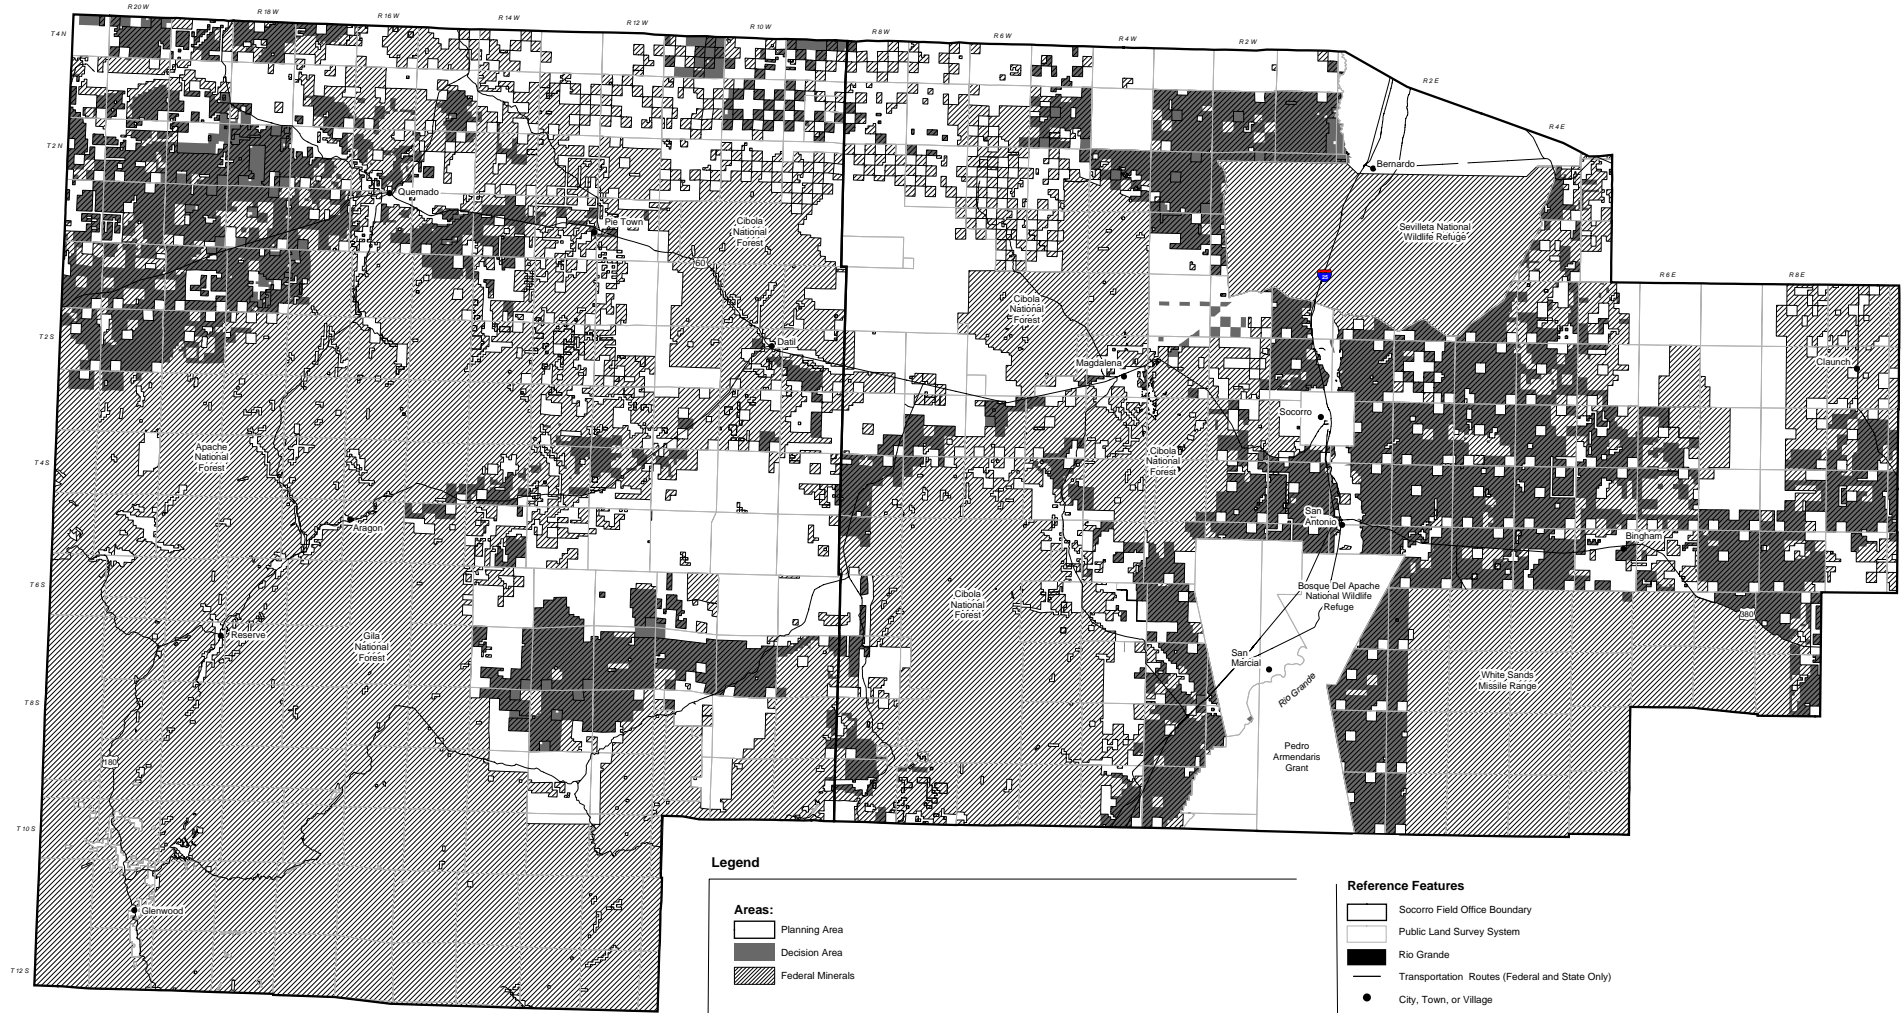 R 20 W
R 18 W
R 16 W
R 14 W
R 12 W
R 10 W
R 8 W
R 6 W
R 4 W
R 2 W
R 2 E
R 4 E
R 6 E
R 8 E
T 4 N
T 2 N
T 2 S
T 4 S
T 6 S
T 8 S
T 10 S
T 12 S
Bernardo
Quemado
Pie Town
Cibola
National
Forest
Sevilleta National
Wildlife Refuge
60
25
Cibola
National
Forest
Datil
Magdalena
Claunch
Socorro
Apache
National
Forest
Cibola
National
Forest
San
Antonio
Aragon
Bingham
Bosque Del Apache
National Wildlife
Refuge
Cibola
National
Forest
380
Reserve
Gila
National
Forest
San
Marcial
Rio Grande
White Sands
Missile Range
Pedro
Armendaris
Grant
180
Glenwood
Legend
Areas:
Planning Area
Decision Area
Federal Minerals
Reference Features
Socorro Field Office Boundary
Public Land Survey System
Rio Grande
Transportation Routes (Federal and State Only)
City, Town, or Village